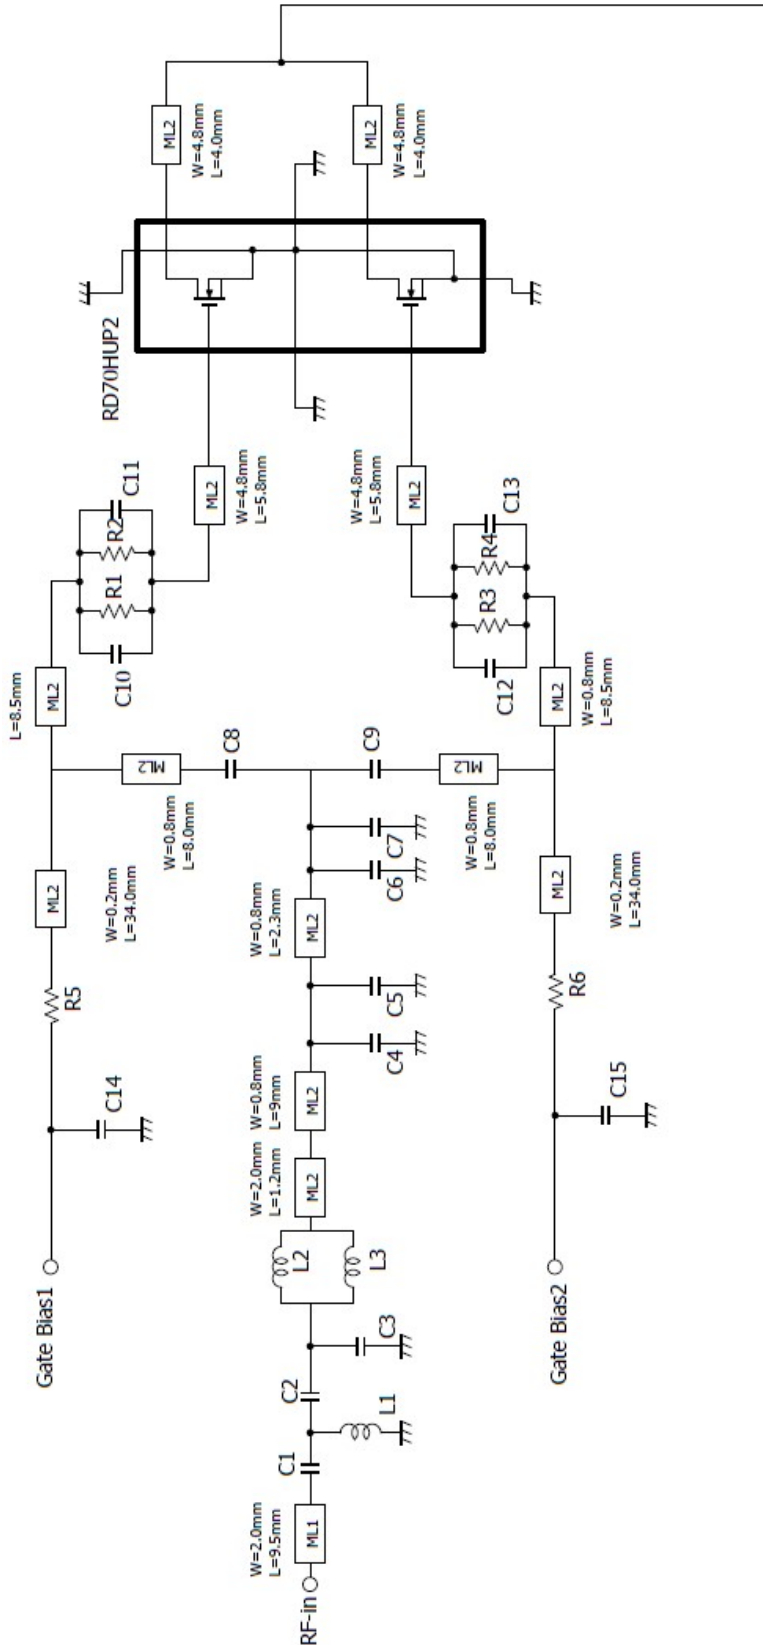 Gate Bias1
C14
R5
ML2
W=0.2mm
L=34.0mm
L=8.5mm
ML2
C10
R1
R2
C11
RD70HUP2
ML2
W=0.8mm
L=8.0mm
C8
ML2
W=4.8mm
L=5.8mm
ML2
W=4.8mm
L=4.0mm
RF-in
W=2.0mm
L=9.5mm
ML1
C1
L1
C2
C3
L2
L3
W=2.0mm
L=1.2mm
ML2
W=0.8mm
L=9mm
ML2
C4
C5
W=0.8mm
L=2.3mm
ML2
C6
C7
C9
ML2
W=0.8mm
L=8.0mm
W=4.8mm
L=5.8mm
ML2
ML2
W=4.8mm
L=4.0mm
C12
R3
R4
C13
Gate Bias2
C15
R6
ML2
W=0.2mm
L=34.0mm
ML2
W=0.8mm
L=8.5mm